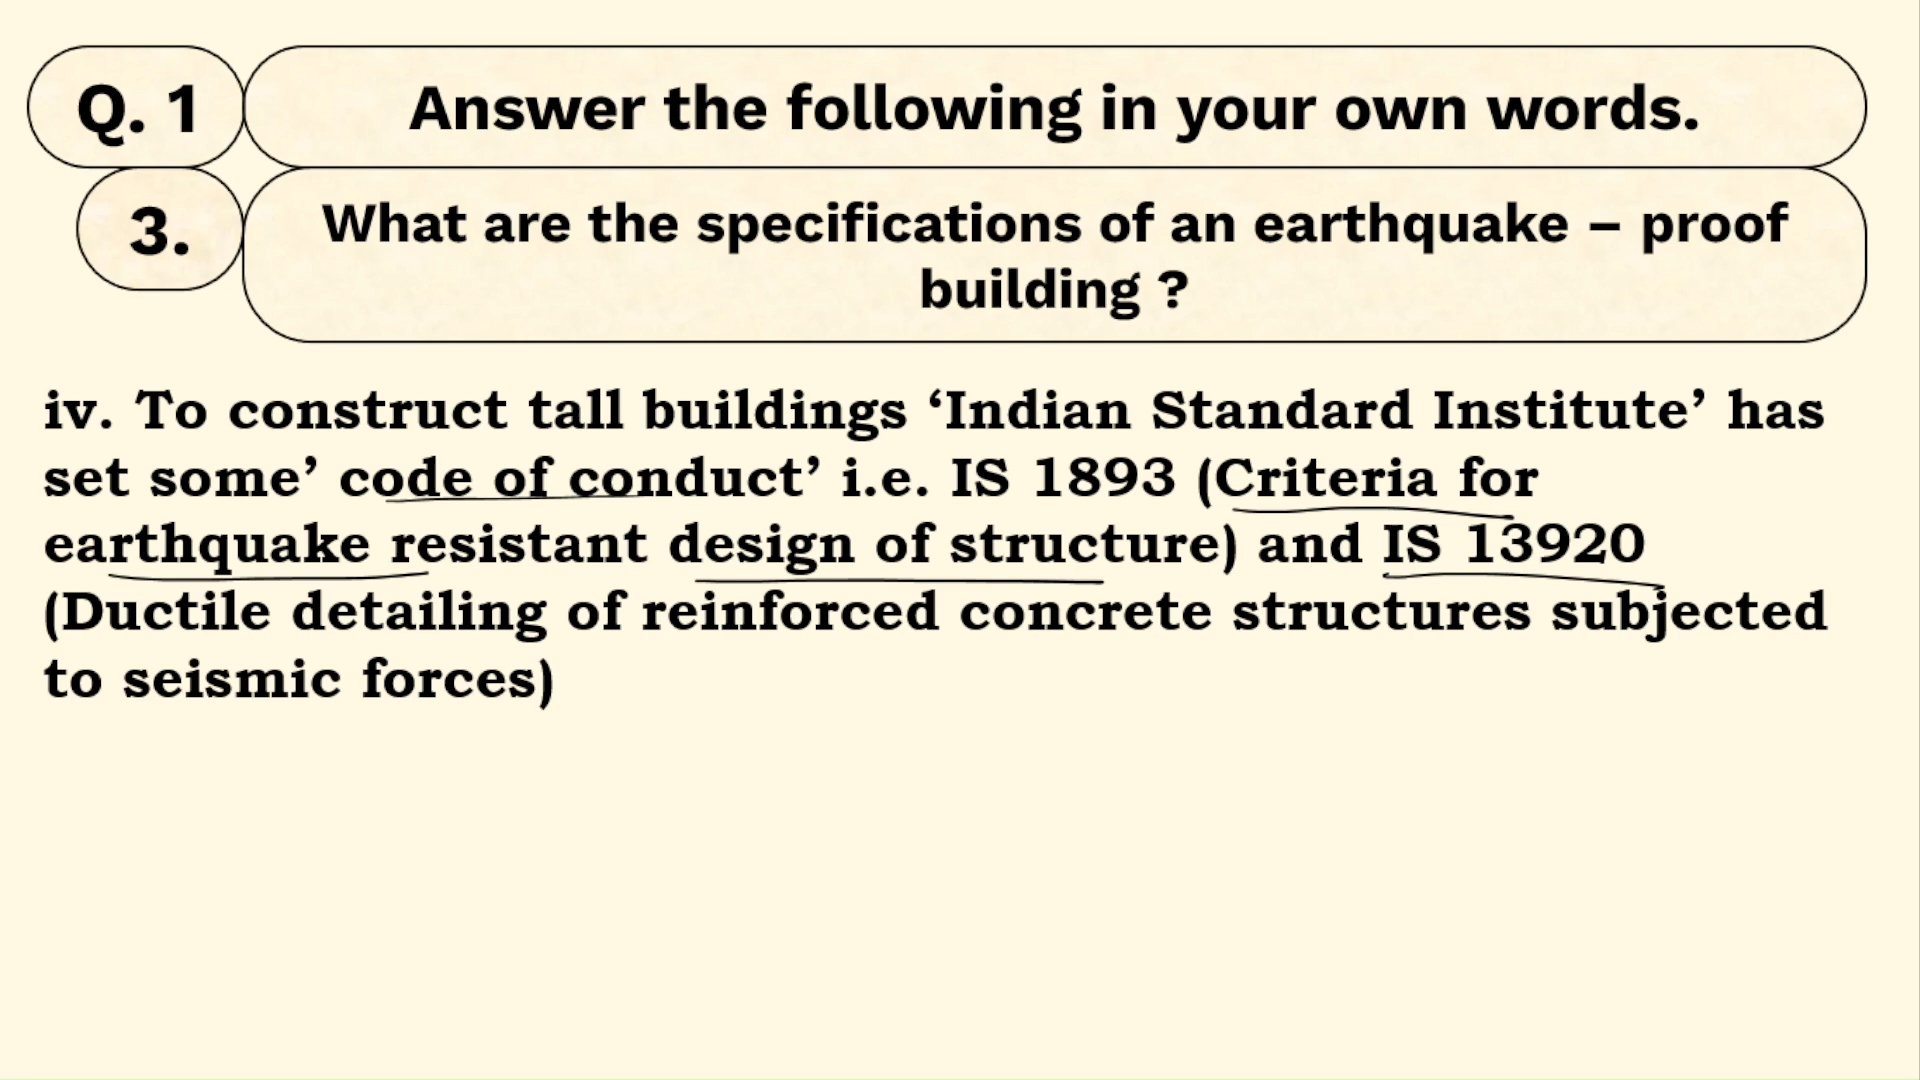 Q. 1 Answer the following in your own words.
3. What are the specifications of an earthquake – proof
building ?
iv. To construct tall buildings ‘Indian Standard Institute’ has
set some’ code of conduct’ i.e. IS 1893 (Criteria for
earthquake resistant design of structure) and IS 13920
(Ductile detailing of reinforced concrete structures subjected
to seismic forces)